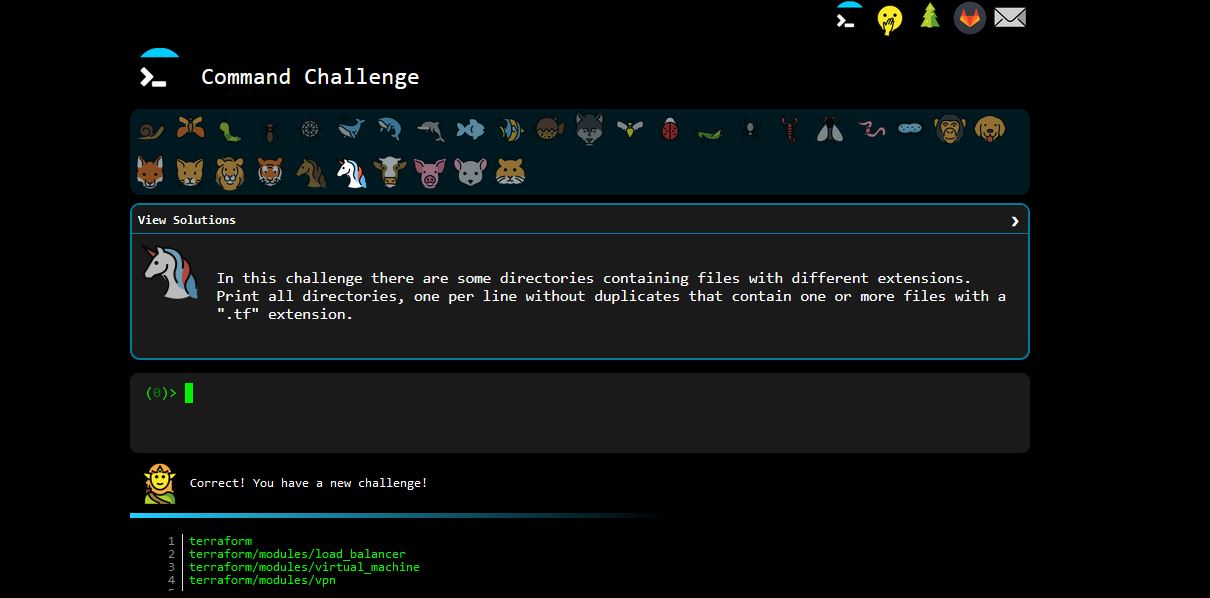 Command Challenge
View Solutions
In this challenge there are some directories containing files with different extensions.
Print all directories, one per line without duplicates that contain one or more files with a
".tf" extension.
(0)>
Correct! You have a new challenge!
1 terraform
2 terraform/modules/load_balancer
3 terraform/modules/virtual_machine
4 terraform/modules/vpn